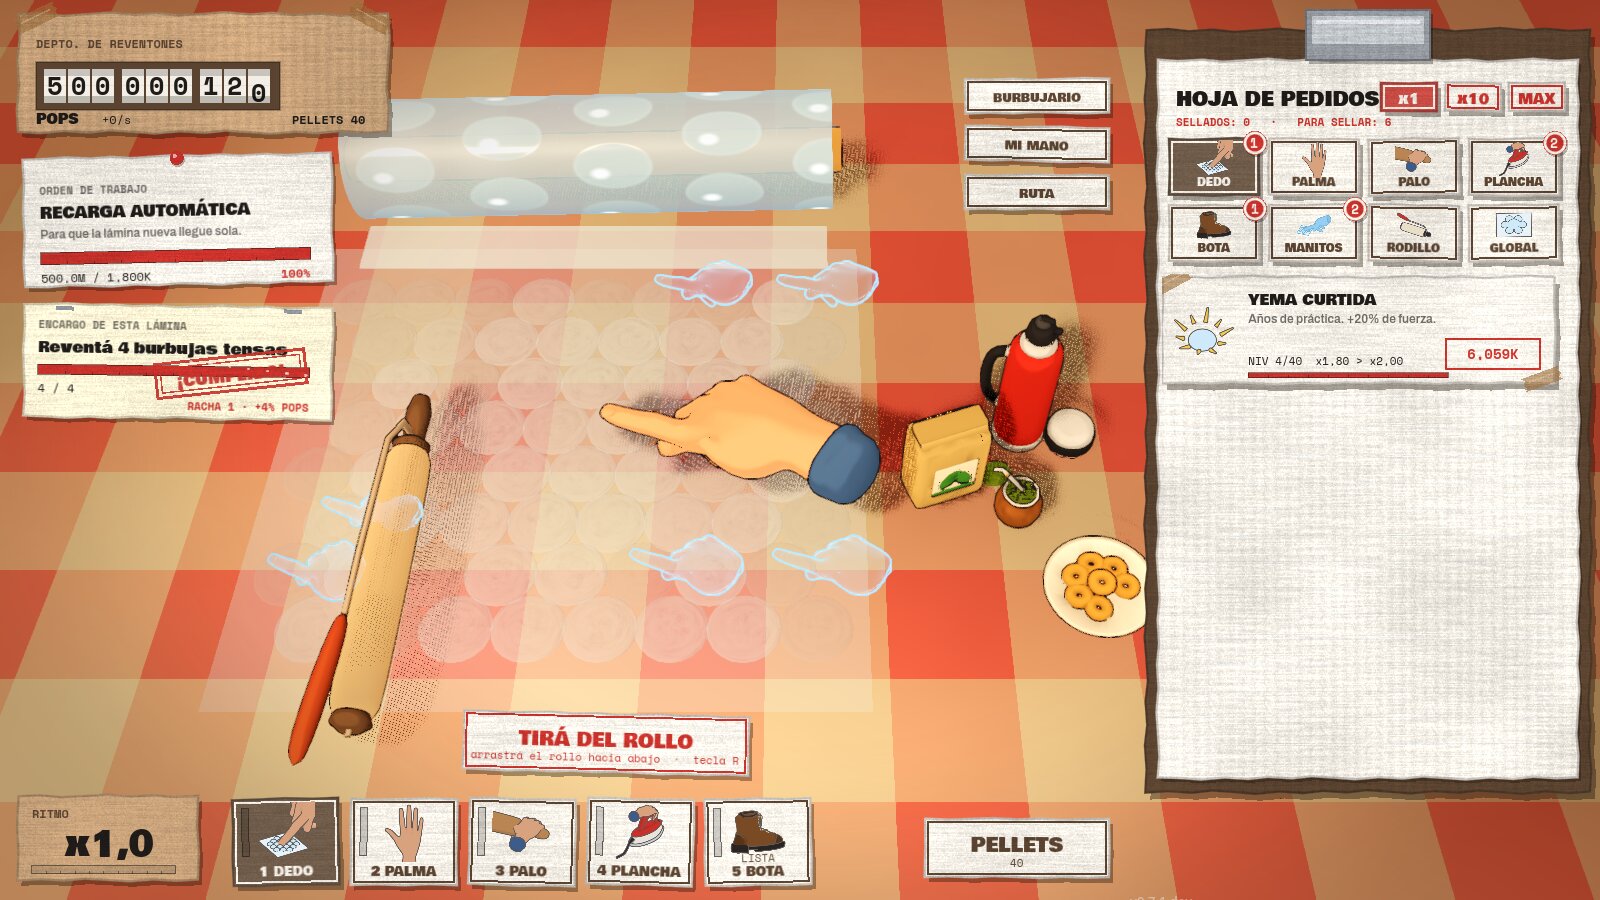 DEPTO. DE REVENTONES
500000120
POPS +0/s PELLETS 40
ORDEN DE TRABAJO
RECARGA AUTOMÁTICA
Para que la lámina nueva llegue sola.
500.0M / 1,800K 100%
ENCARGO DE ESTA LÁMINA
Reventá 4 burbujas tensas
4 / 4
RACHA 1 · +4% POPS
BURBUJARIO
MI MANO
RUTA
HOJA DE PEDIDOS x1 x10 MAX
SELLADOS: 0 · PARA SELLAR: 6
DEDO 1
PALMA
PALO
PLANCHA 2
BOTA 1
MANITOS 2
RODILLO
GLOBAL
YEMA CURTIDA
Años de práctica. +20% de fuerza.
NIV 4/40 x1,80 > x2,00
6.059K
TIRÁ DEL ROLLO
arrastrá el rollo hacia abajo · tecla R
RITMO
x1,0
1 DEDO
2 PALMA
3 PALO
4 PLANCHA
LISTA
5 BOTA
PELLETS
40